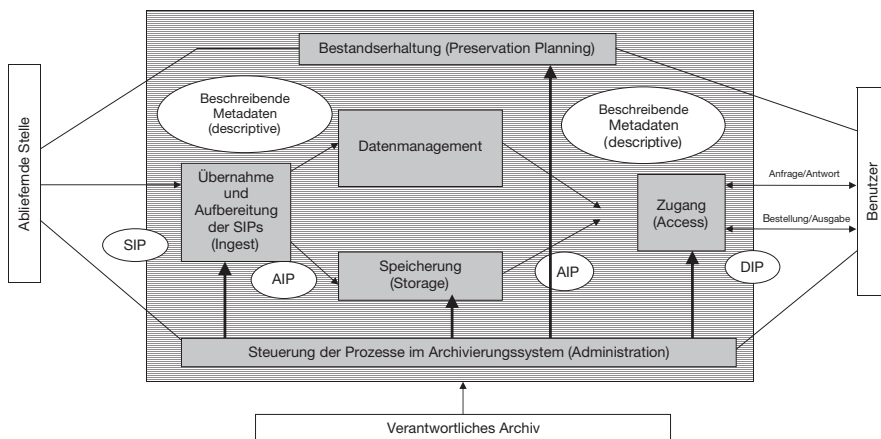 Bestandserhaltung (Preservation Planning)
Abliefernde Stelle
Beschreibende
Metadaten
(descriptive)
Datenmanagement
Beschreibende
Metadaten
(descriptive)
Benutzer
Übernahme
und
Aufbereitung
der SIPs
(Ingest)
Zugang
(Access)
Anfrage/Antwort
Bestellung/Ausgabe
SIP
AIP
Speicherung
(Storage)
AIP
DIP
Steuerung der Prozesse im Archivierungssystem (Administration)
Verantwortliches Archiv